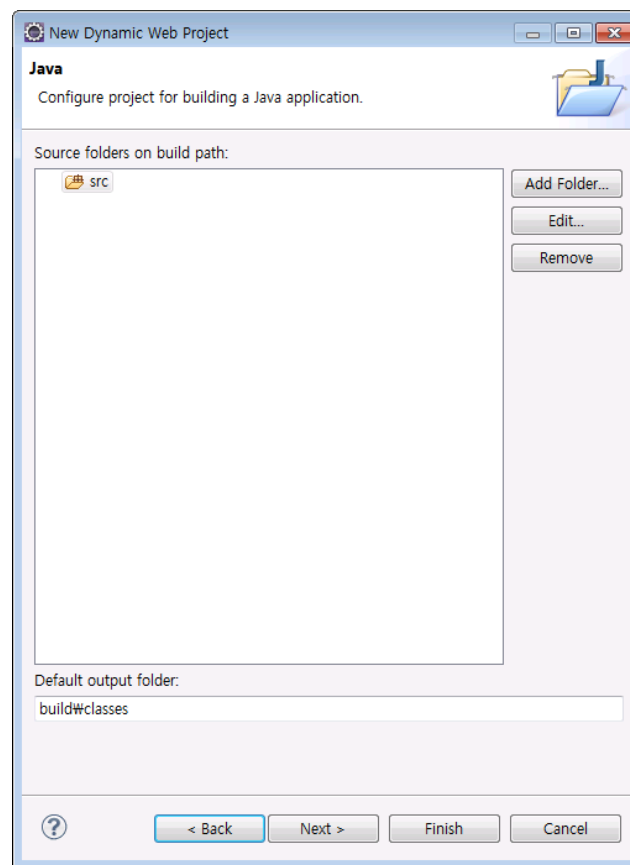 New Dynamic Web Project
Java
Configure project for building a Java application.
Source folders on build path:
src
Add Folder...
Edit...
Remove
Default output folder:
build₩classes
?
< Back
Next >
Finish
Cancel